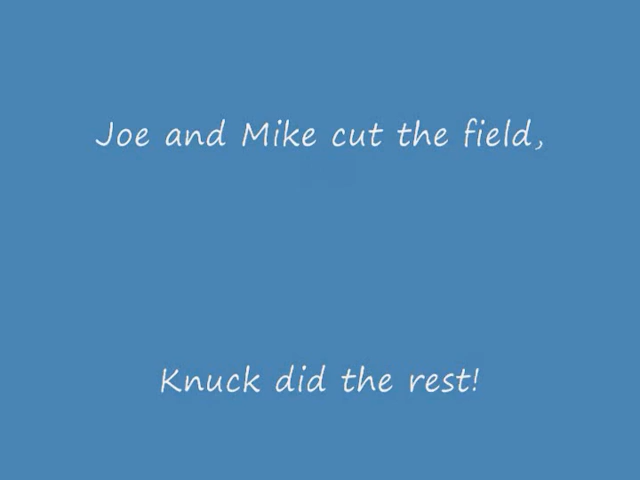 Joe and Mike cut the field,
Knuck did the rest!